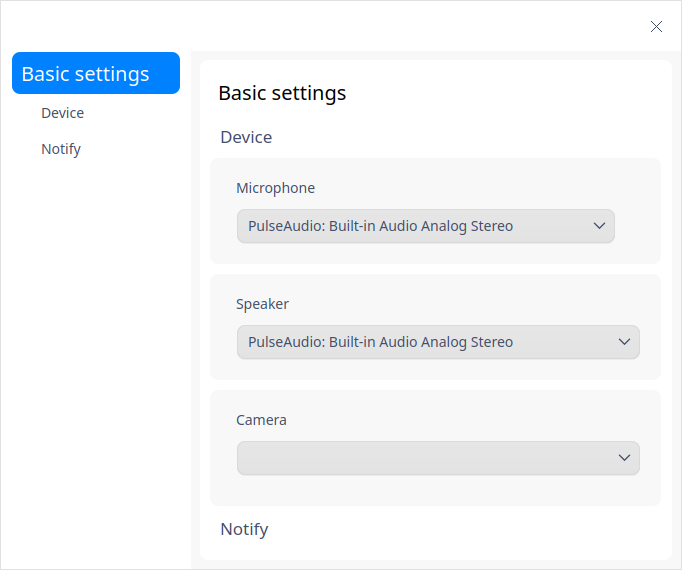 Basic settings
Device
Notify
Basic settings
Device
Microphone
PulseAudio: Built-in Audio Analog Stereo
Speaker
PulseAudio: Built-in Audio Analog Stereo
Camera
Notify